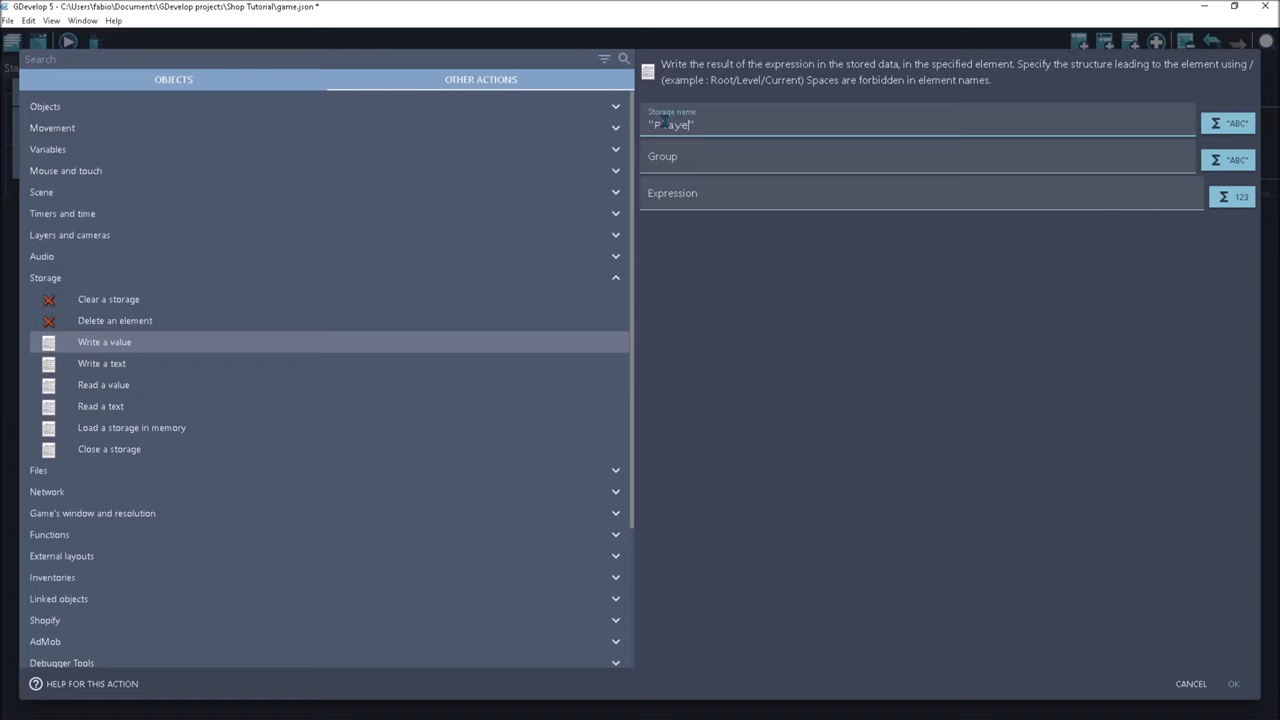 GDevelop 5 - C:\Users\fabio\Documents\GDevelop projects\Shop Tutorial\game.json *
File Edit View Window Help
Search
OBJECTS
OTHER ACTIONS
Objects
Movement
Variables
Mouse and touch
Scene
Timers and time
Layers and cameras
Audio
Storage
Clear a storage
Delete an element
Write a value
Write a text
Read a value
Read a text
Load a storage in memory
Close a storage
Files
Network
Game's window and resolution
Functions
External layouts
Inventories
Linked objects
Shopify
AdMob
Debugger Tools
HELP FOR THIS ACTION
Write the result of the expression in the stored data, in the specified element. Specify the structure leading to the element using /
(example : Root/Level/Current) Spaces are forbidden in element names.
Storage name
"Playe"
Σ "ABC"
Group
Σ "ABC"
Expression
Σ 123
CANCEL
OK